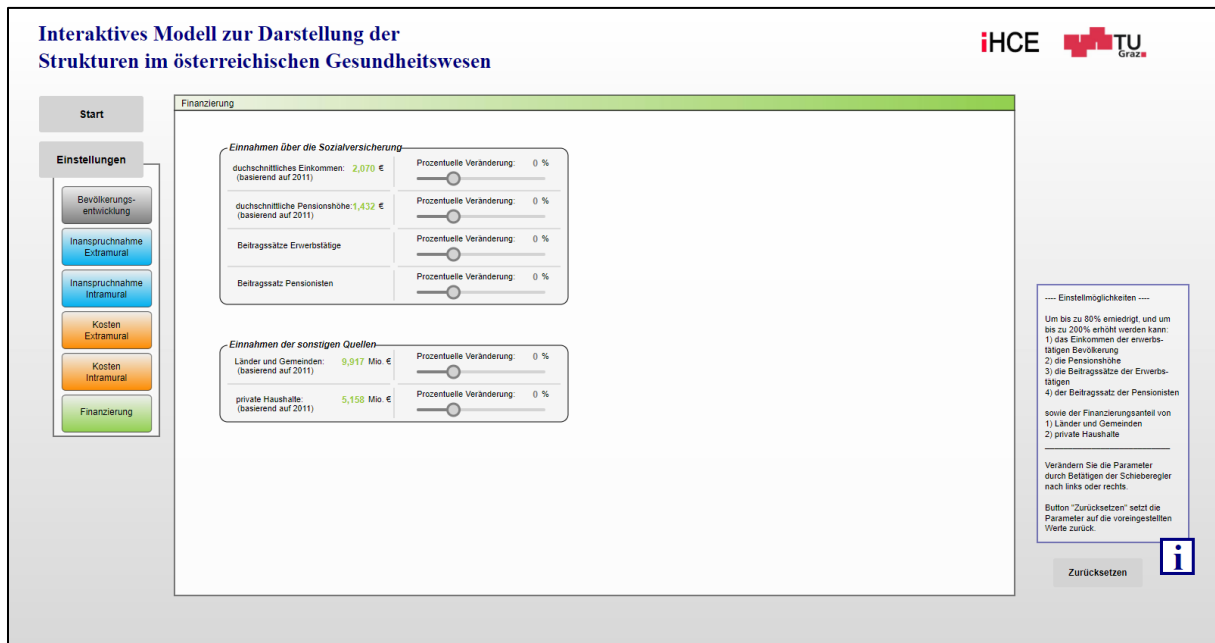 Interaktives Modell zur Darstellung der
Strukturen im österreichischen Gesundheitswesen
iHCE
TU
Graz
Start
Einstellungen
Bevölkerungs-
entwicklung
Inanspruchnahme
Extramural
Inanspruchnahme
Intramural
Kosten
Extramural
Kosten
Intramural
Finanzierung
Finanzierung
Einnahmen über die Sozialversicherung
duchschnittliches Einkommen: 2,070 €
(basierend auf 2011)
Prozentuelle Veränderung: 0 %
duchschnittliche Pensionshöhe: 1,432 €
(basierend auf 2011)
Prozentuelle Veränderung: 0 %
Beitragssätze Erwerbstätige
Prozentuelle Veränderung: 0 %
Beitragssatz Pensionisten
Prozentuelle Veränderung: 0 %
Einnahmen der sonstigen Quellen
Länder und Gemeinden: 9,917 Mio. €
(basierend auf 2011)
Prozentuelle Veränderung: 0 %
private Haushalte: 5,158 Mio. €
(basierend auf 2011)
Prozentuelle Veränderung: 0 %
---- Einstellmöglichkeiten ----
Um bis zu 80% erniedrigt, und um
bis zu 200% erhöht werden kann:
1) das Einkommen der erwerbs-
tätigen Bevölkerung
2) die Pensionshöhe
3) die Beitragssätze der Erwerbs-
tätigen
4) der Beitragssatz der Pensionisten
sowie der Finanzierungsanteil von
1) Länder und Gemeinden
2) private Haushalte
Verändern Sie die Parameter
durch Betätigen der Schieberegler
nach links oder rechts.
Button "Zurücksetzen" setzt die
Parameter auf die voreingestellten
Werte zurück.
i
Zurücksetzen